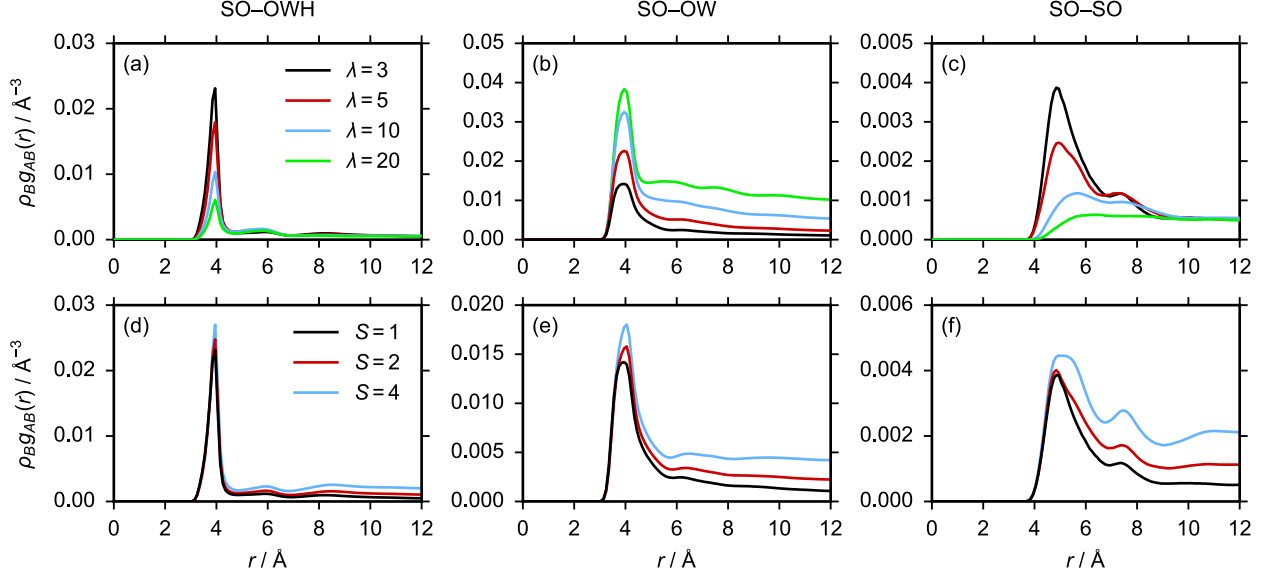 SO–OWH SO–OW SO–SO
ρ_B g_AB(r) / Å⁻³
(a)
λ = 3
λ = 5
λ = 10
λ = 20
0.03
0.02
0.01
0.00
0 2 4 6 8 10 12
(b)
0.05
0.04
0.03
0.02
0.01
0.00
0 2 4 6 8 10 12
(c)
0.005
0.004
0.003
0.002
0.001
0.000
0 2 4 6 8 10 12
ρ_B g_AB(r) / Å⁻³
(d)
S = 1
S = 2
S = 4
0.03
0.02
0.01
0.00
0 2 4 6 8 10 12
r / Å
(e)
0.020
0.015
0.010
0.005
0.000
0 2 4 6 8 10 12
r / Å
(f)
0.006
0.004
0.002
0.000
0 2 4 6 8 10 12
r / Å